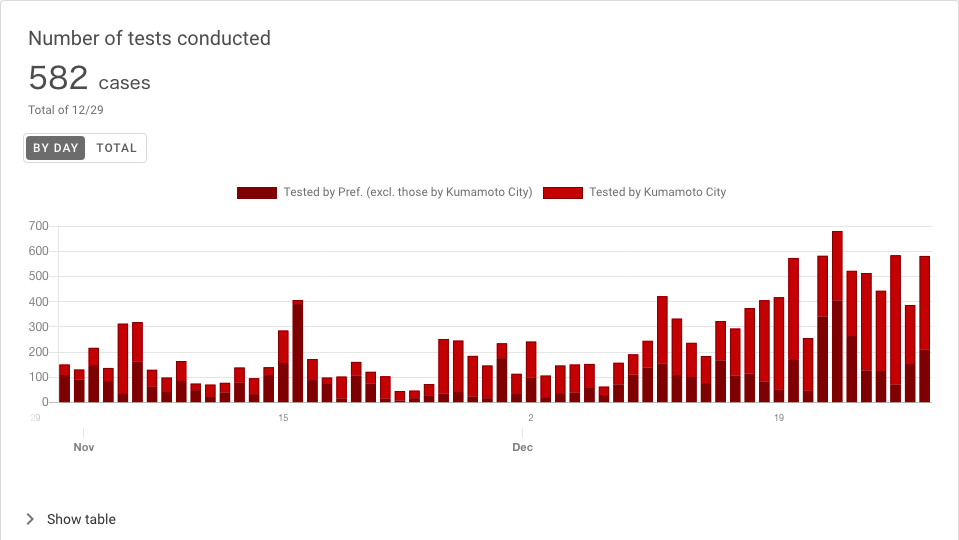 Number of tests conducted
582 cases
Total of 12/29
BY DAY TOTAL
Tested by Pref. (excl. those by Kumamoto City) Tested by Kumamoto City
700
600
500
400
300
200
100
0
29 15 2 19
Nov Dec
Show table